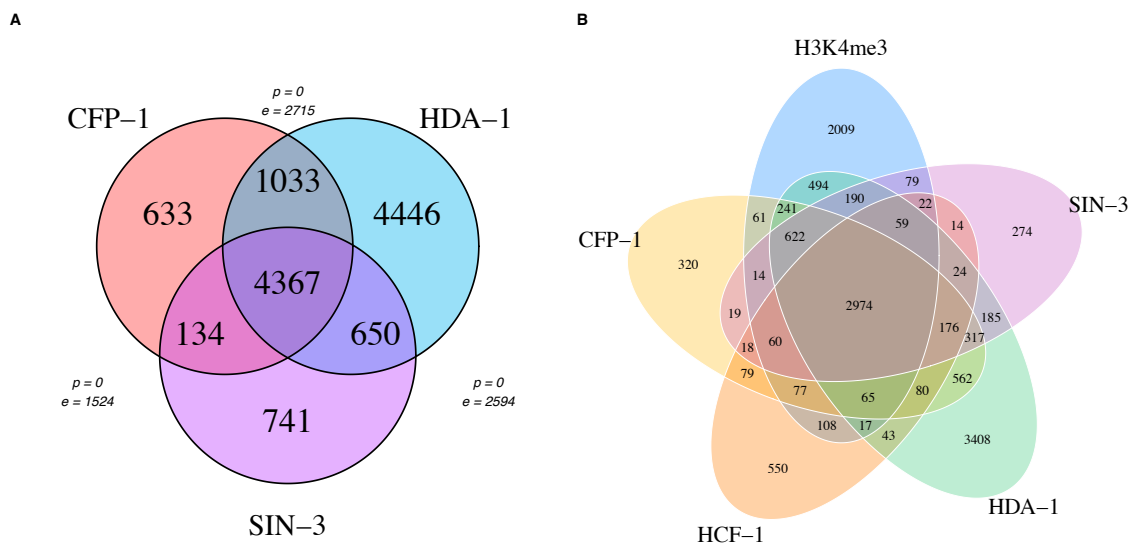 A
p = 0
e = 2715
CFP–1
HDA–1
633
1033
4446
4367
134
650
p = 0
e = 1524
p = 0
e = 2594
741
SIN–3
B
H3K4me3
2009
494
190
79
22
SIN–3
61
241
59
14
274
CFP–1
622
320
14
24
2974
19
185
176
317
18
60
79
562
77
65
80
108
17
43
550
3408
HDA–1
HCF–1